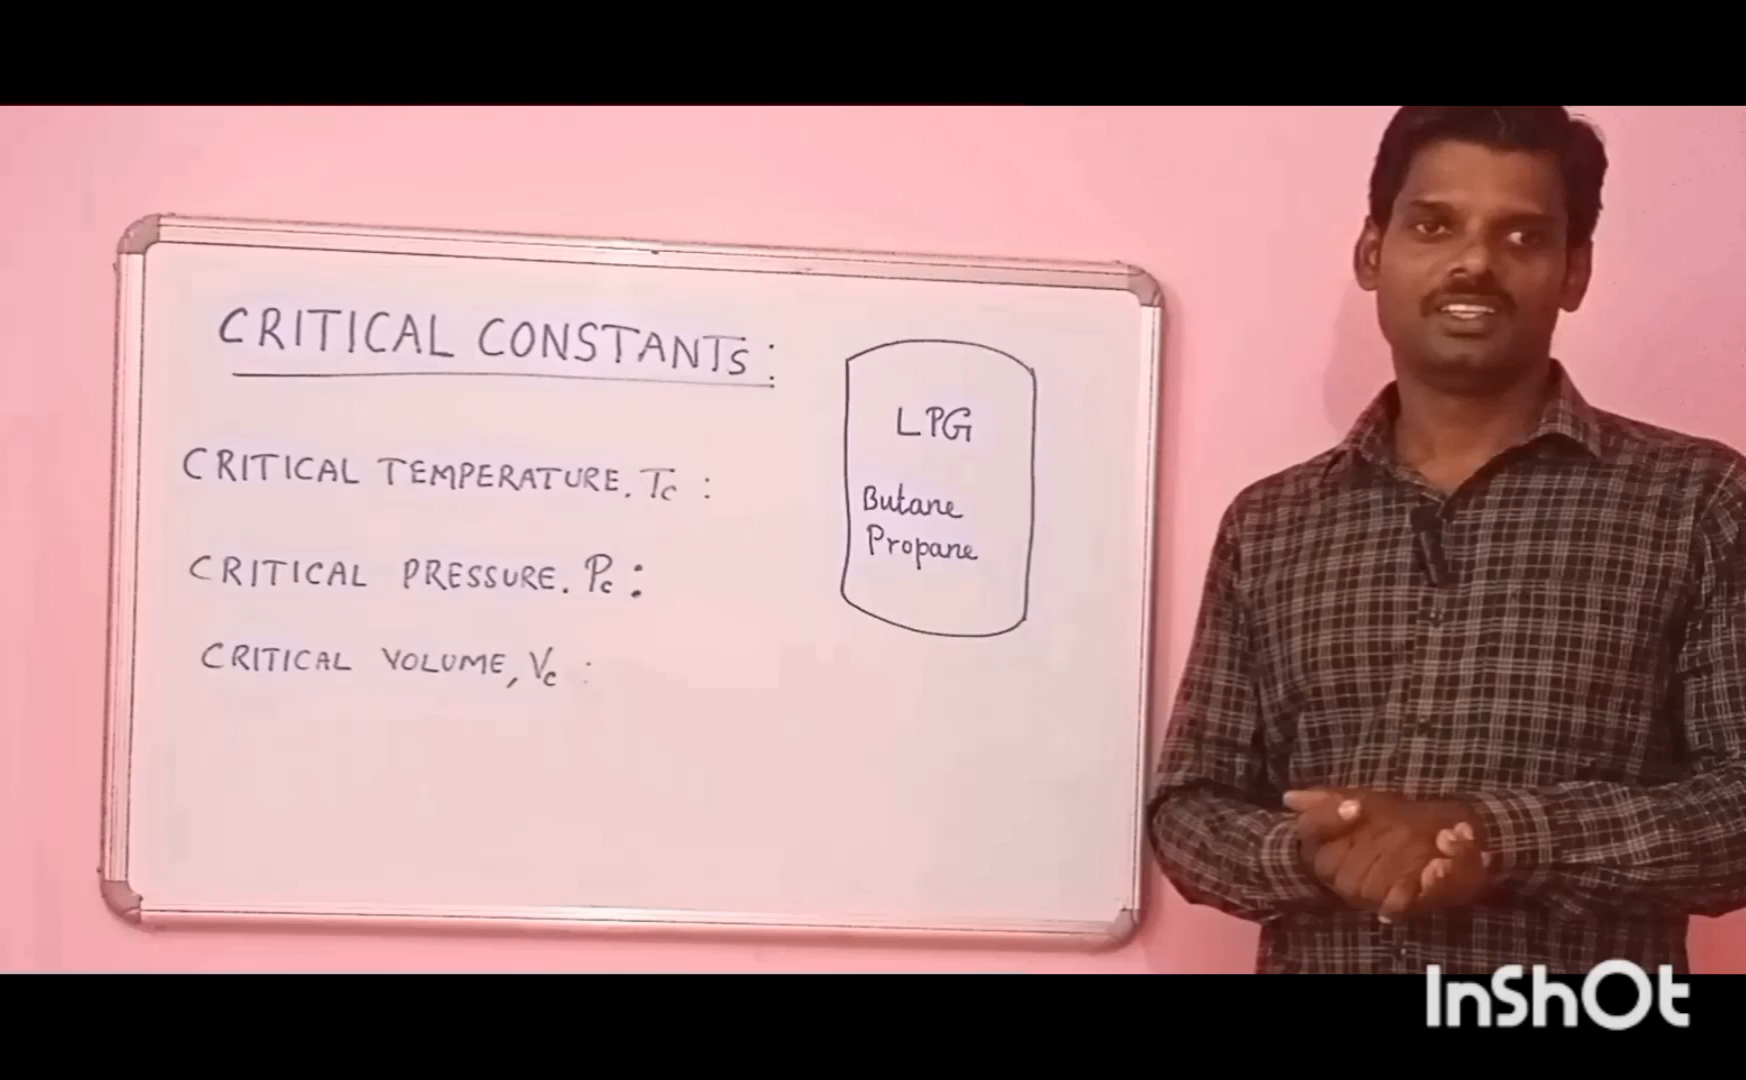 CRITICAL CONSTANTS :
CRITICAL TEMPERATURE. Tc :
CRITICAL PRESSURE. Pc :
CRITICAL VOLUME, Vc :
LPG
Butane
Propane
InShOt